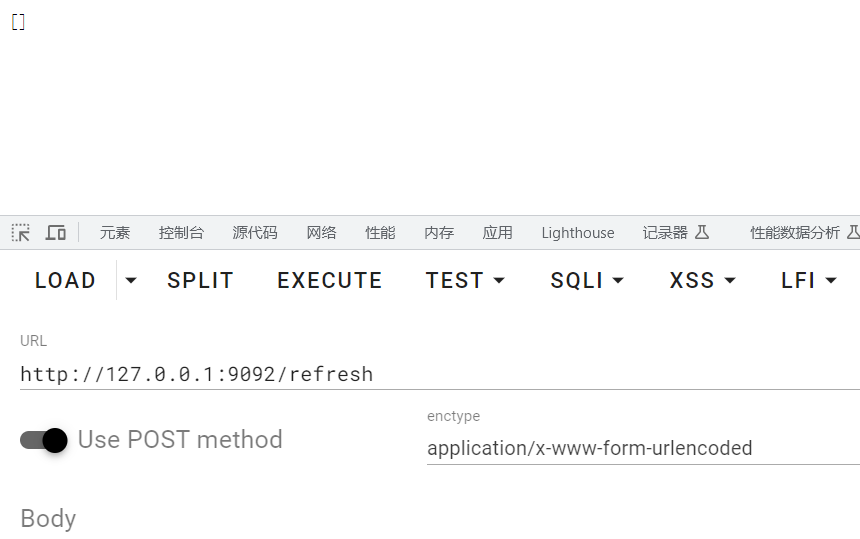 []
元素 控制台 源代码 网络 性能 内存 应用 Lighthouse 记录器 性能数据分析
LOAD SPLIT EXECUTE TEST SQLI XSS LFI
URL
http://127.0.0.1:9092/refresh
enctype
Use POST method
application/x-www-form-urlencoded
Body